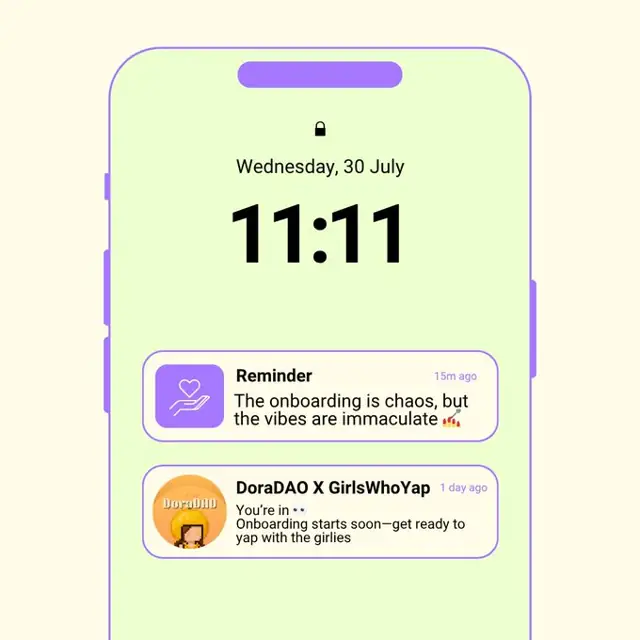 Wednesday, 30 July
11:11
Reminder
15m ago
The onboarding is chaos, but
the vibes are immaculate 💅
DoraDAO X GirlsWhoYap
1 day ago
DoraDAO
You're in 👀
Onboarding starts soon—get ready to
yap with the girlies